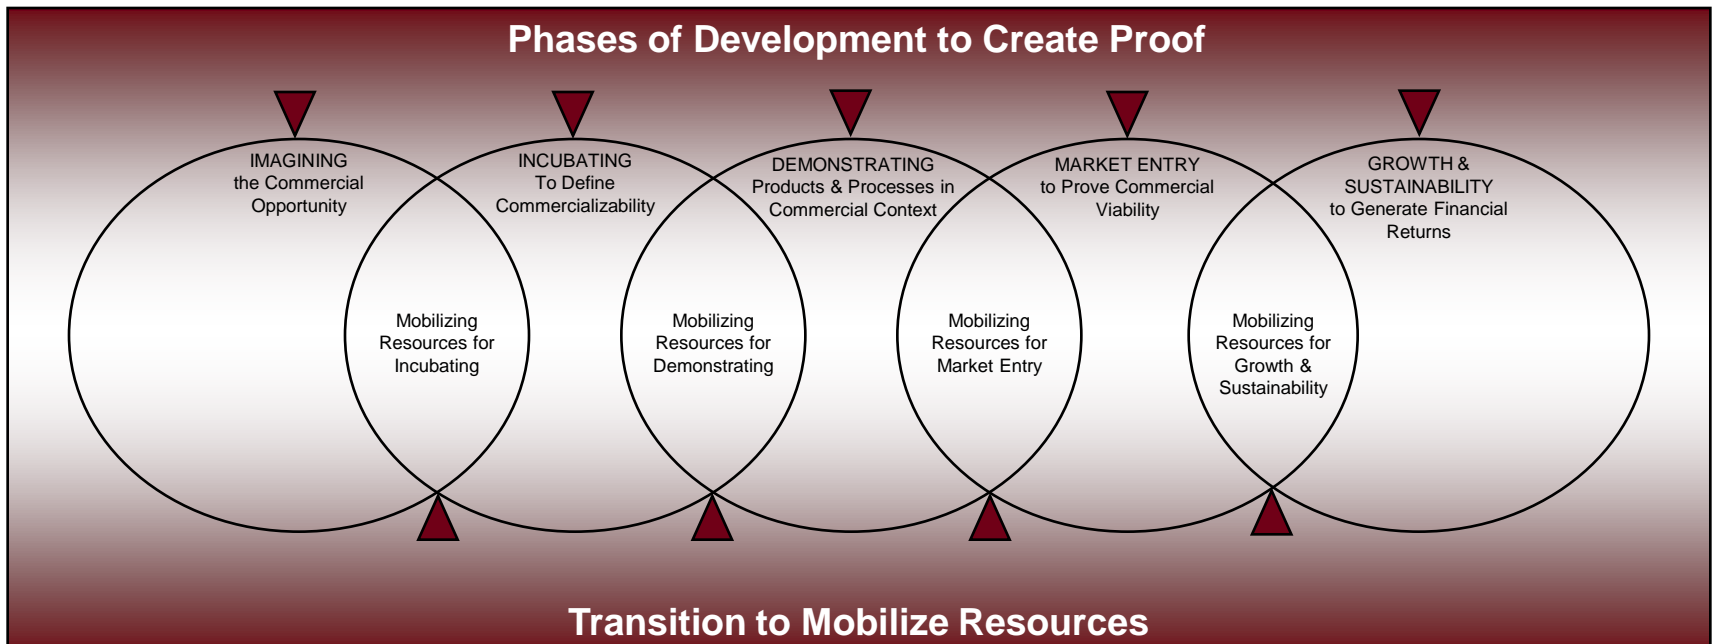 Phases of Development to Create Proof
IMAGINING
the Commercial
Opportunity
INCUBATING
To Define
Commercializability
DEMONSTRATING
Products & Processes in
Commercial Context
MARKET ENTRY
to Prove Commercial
Viability
GROWTH &
SUSTAINABILITY
to Generate Financial
Returns
Mobilizing
Resources for
Incubating
Mobilizing
Resources for
Demonstrating
Mobilizing
Resources for
Market Entry
Mobilizing
Resources for
Growth &
Sustainability
Transition to Mobilize Resources